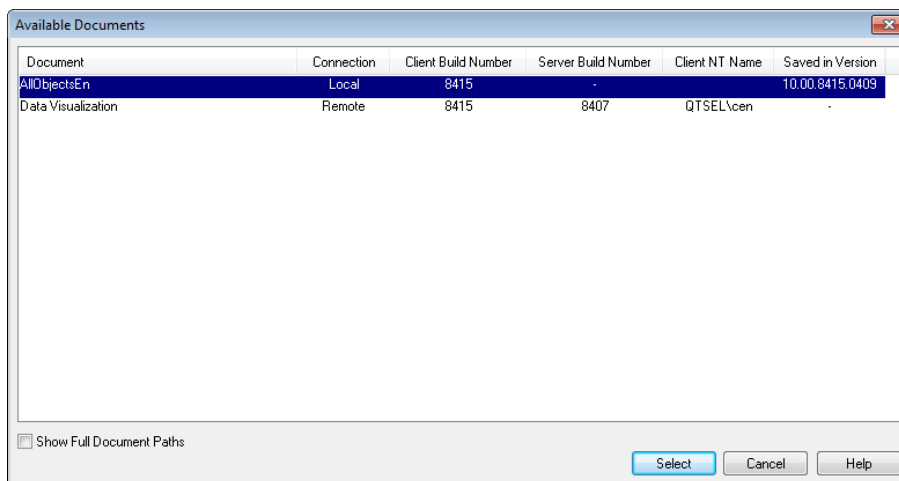 Available Documents
Document Connection Client Build Number Server Build Number Client NT Name Saved in Version
AllObjectsEn Local 8415 - 10.00.8415.0409
Data Visualization Remote 8415 8407 QTSEL\cen -
Show Full Document Paths
Select Cancel Help